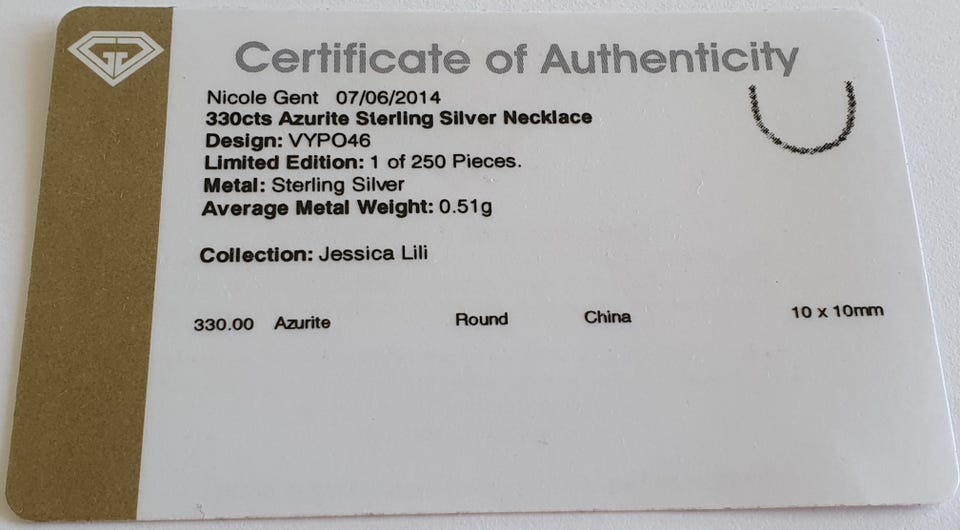 GG
Certificate of Authenticity
Nicole Gent 07/06/2014
330cts Azurite Sterling Silver Necklace
Design: VYPO46
Limited Edition: 1 of 250 Pieces.
Metal: Sterling Silver
Average Metal Weight: 0.51g
Collection: Jessica Lili
330.00 Azurite Round China 10 x 10mm